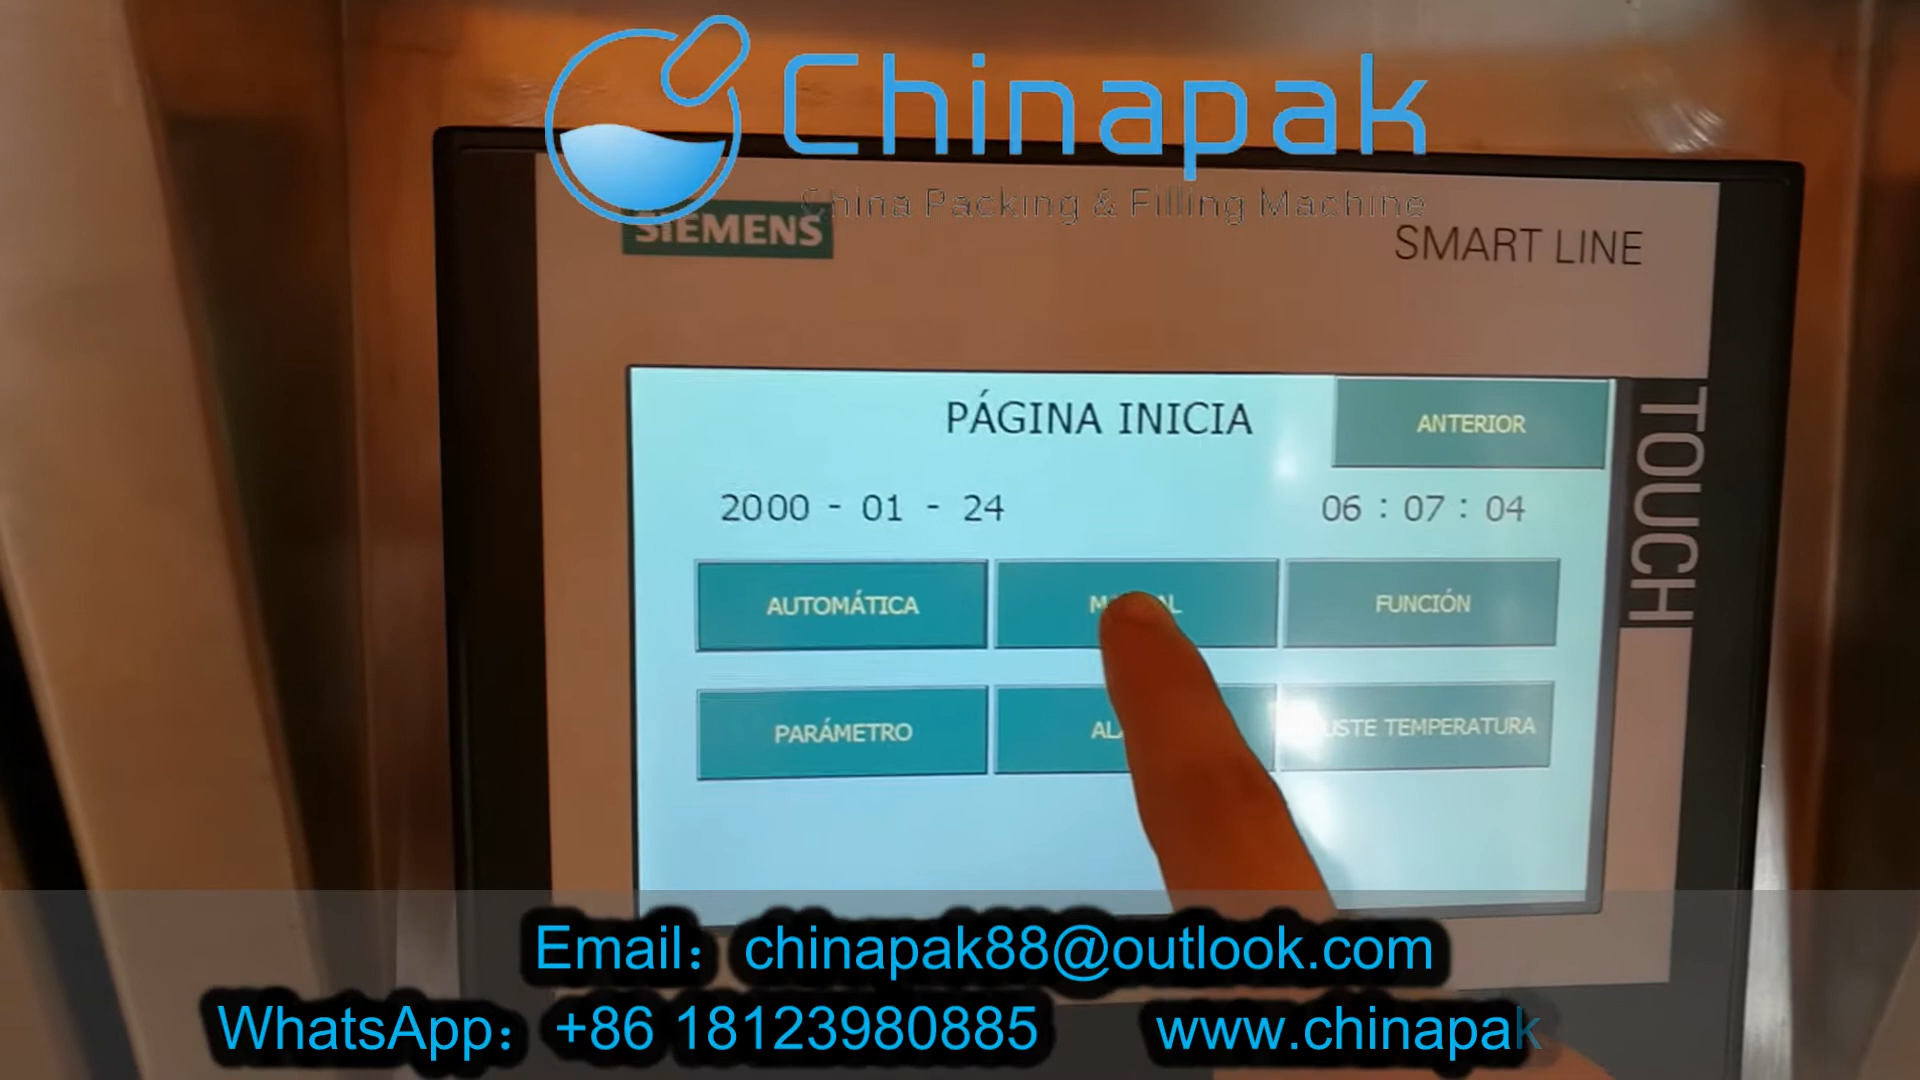 Chinapak
China Packing & Filling Machine
SIEMENS
SMART LINE
TOUCH
PÁGINA INICIA
ANTERIOR
2000 - 01 - 24
06 : 07 : 04
AUTOMÁTICA
FUNCIÓN
PARÁMETRO
TEMPERATURA
Email：chinapak88@outlook.com
WhatsApp：+86 18123980885
www.chinapak